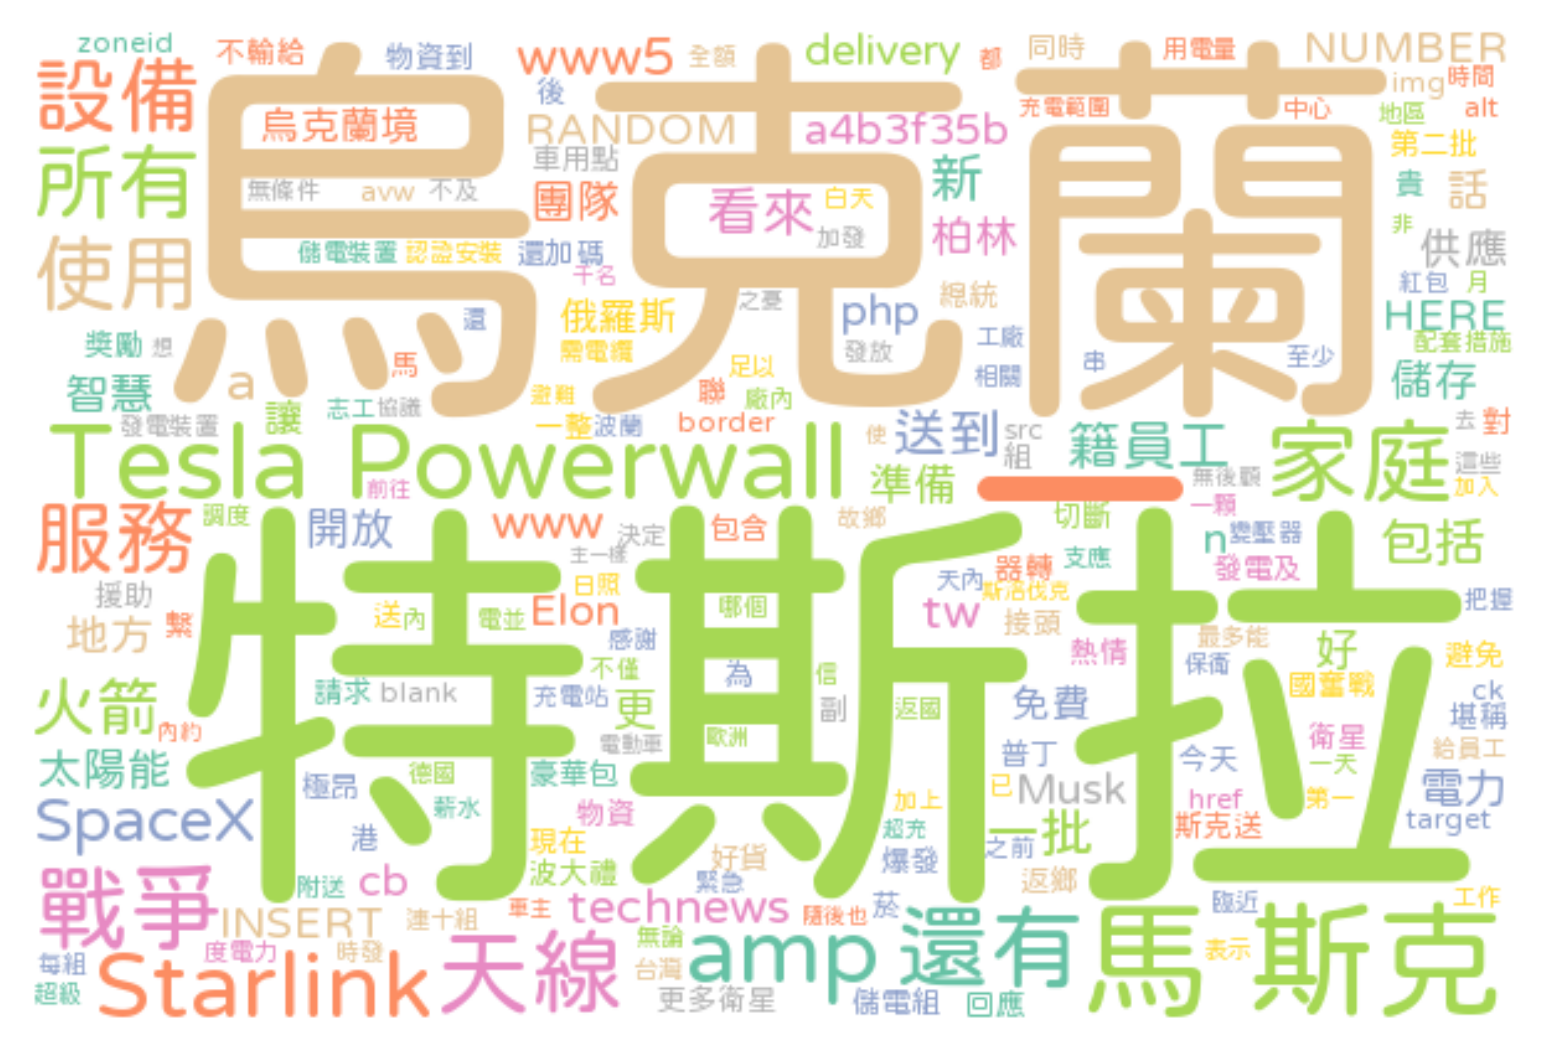 zoneid
不輸給
物資到
www5
全額
delivery
都
同時
用電量
NUMBER
設備
烏克蘭
後
img
時間
烏克蘭境
RANDOM
a4b3f35b
充電範圍
中心
地區
alt
所有
車用點
新
第二批
無條件
avw
不及
團隊
看來
白天
貴
話
使用
加發
柏林
非
供應
儲電裝置
認證安裝
還加碼
千名
紅包
月
還
俄羅斯
之臺
php
總統
HERE
獎勵
想
需電纜
發放
工廠
配套措施
馬
足以
串
至少
智慧
a
避難
聯
相關
儲存
讓
志工
協議
廠內
發電裝置
一整
波蘭
border
使
送到
src
籍員工
去
對
Tesla Powerwall
組
家庭
準備
無後顧
這些
前往
一
加入
服務
調度
特斯拉
開放
www
決定
包含
故鄉
切斷
一顆
n
變壓器
包括
主一樣
支應
器轉
發電及
援助
日照
天內
斯洛伐克
地方
繫
送
內
電並
Elon
哪個
tw
接頭
把握
感謝
最多能
不僅
熱情
保衛
好
避免
火箭
請求
blank
充電站
更
為
信
免費
國奮戰
ck
內約
副
返國
堪稱
電動車
歐洲
衛星
太陽能
德國
豪華包
普丁
今天
一天
給員工
極昂
已
Musk
電力
SpaceX
薪水
物資
加上
href
第一
港
現在
超充
一批
斯克送
target
好貨
爆發
之前
戰爭
附送
cb
波大禮
緊急
返鄉
INSERT
連十組
車主
technews
隨後也
菸
臨近
工作
度電力
時發
無論
amp
還有
馬斯克
每組
Starlink
天線
台灣
表示
超級
更多衛星
儲電組
回應